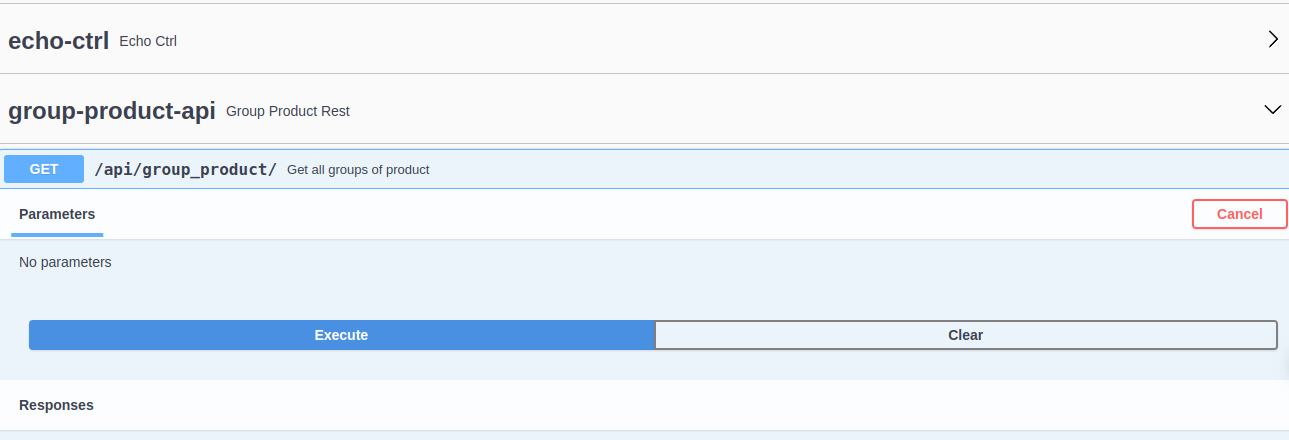 echo-ctrl Echo Ctrl
group-product-api Group Product Rest
GET /api/group_product/ Get all groups of product
Parameters Cancel
No parameters
Execute Clear
Responses